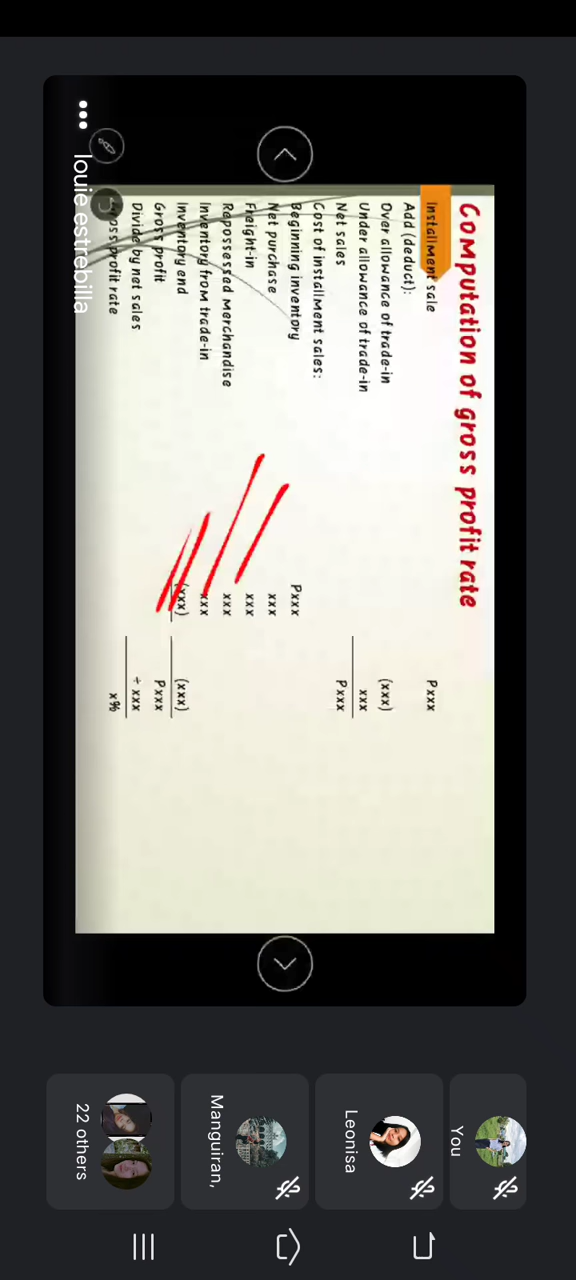 Computation of gross profit rate
Installment sale Pxxx
Add (deduct):
Over allowance of trade-in (xxx)
Under allowance of trade-in xxx
Net sales Pxxx
Cost of installment sales:
Beginning inventory Pxxx
Net purchase xxx
Freight-in xxx
Repossessed merchandise xxx
Inventory from trade-in xxx
Inventory end (xxx) (xxx)
Gross profit Pxxx
Divide by net sales ÷ xxx
Gross profit rate x%
louie estrebilla
You
Leonisa
Manguiran,
22 others